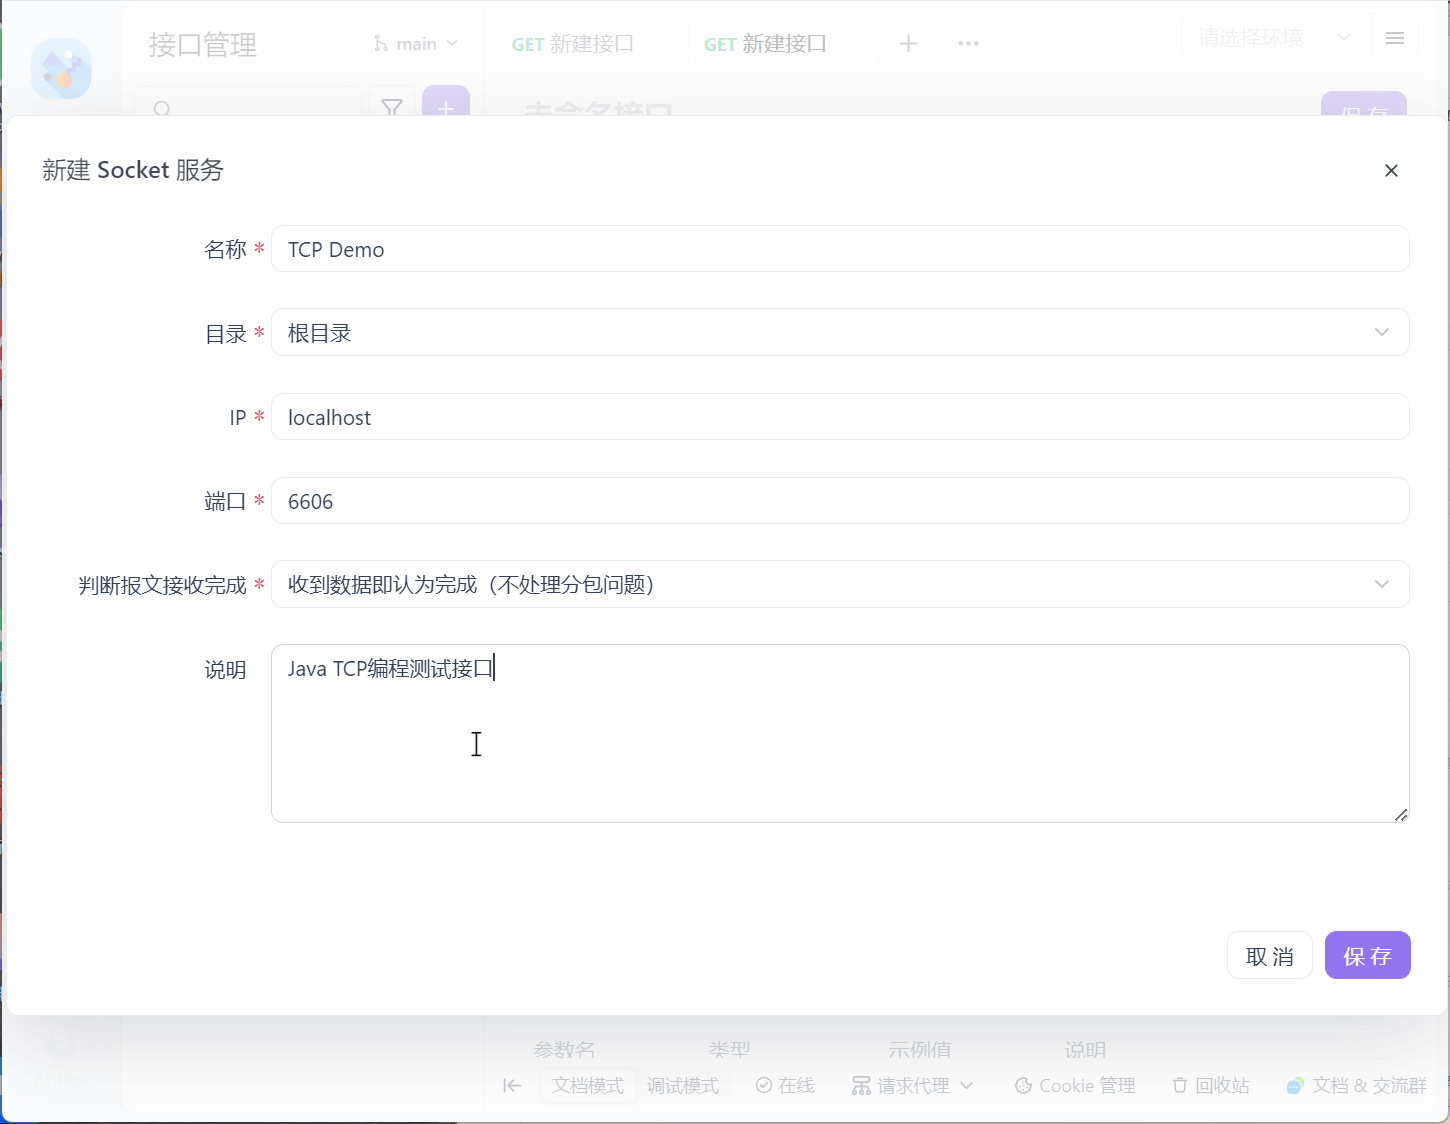 接口管理
main
GET 新建接口
GET 新建接口
请选择环境
未命名接口
保存
新建 Socket 服务
名称 *
TCP Demo
目录 *
根目录
IP *
localhost
端口 *
6606
判断报文接收完成 *
收到数据即认为完成（不处理分包问题）
说明
Java TCP编程测试接口
取 消
保 存
参数名
类型
示例值
说明
Apifox
文档模式
调试模式
在线
请求代理
Cookie 管理
回收站
文档 & 交流群